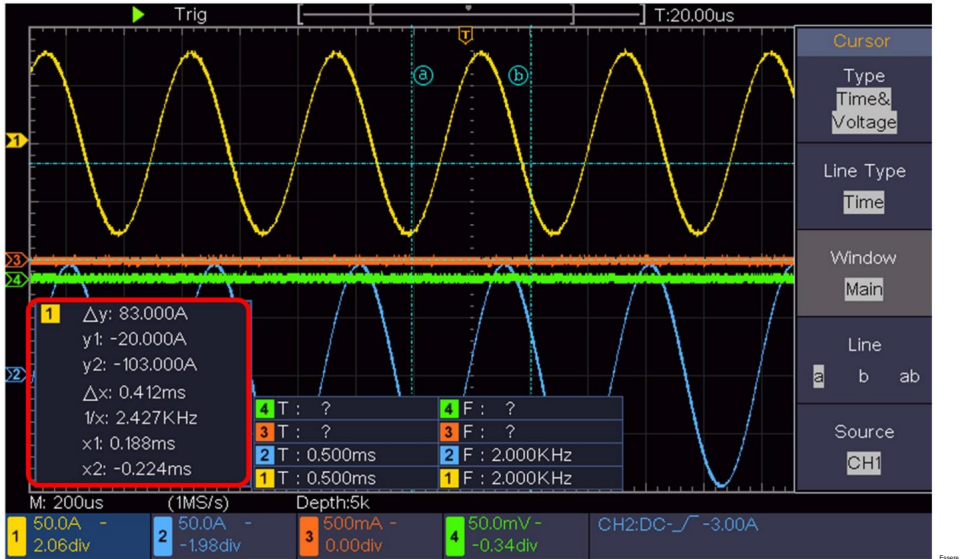 Trig T:20.00us
T
Cursor
Type
Time&
Voltage
a b
1
Line Type
Time
3
4
Window
Main
1 △y: 83.000A
y1: -20.000A
y2: -103.000A
△x: 0.412ms
1/x: 2.427KHz
x1: 0.188ms
x2: -0.224ms
2
Line
a b ab
4 T : ? 4 F : ?
3 T : ? 3 F : ?
2 T : 0.500ms 2 F : 2.000KHz
1 T : 0.500ms 1 F : 2.000KHz
Source
CH1
M: 200us (1MS/s) Depth:5k
1 50.0A - 2 50.0A - 3 500mA - 4 50.0mV - CH2:DC- -3.00A
2.06div -1.98div 0.00div -0.34div